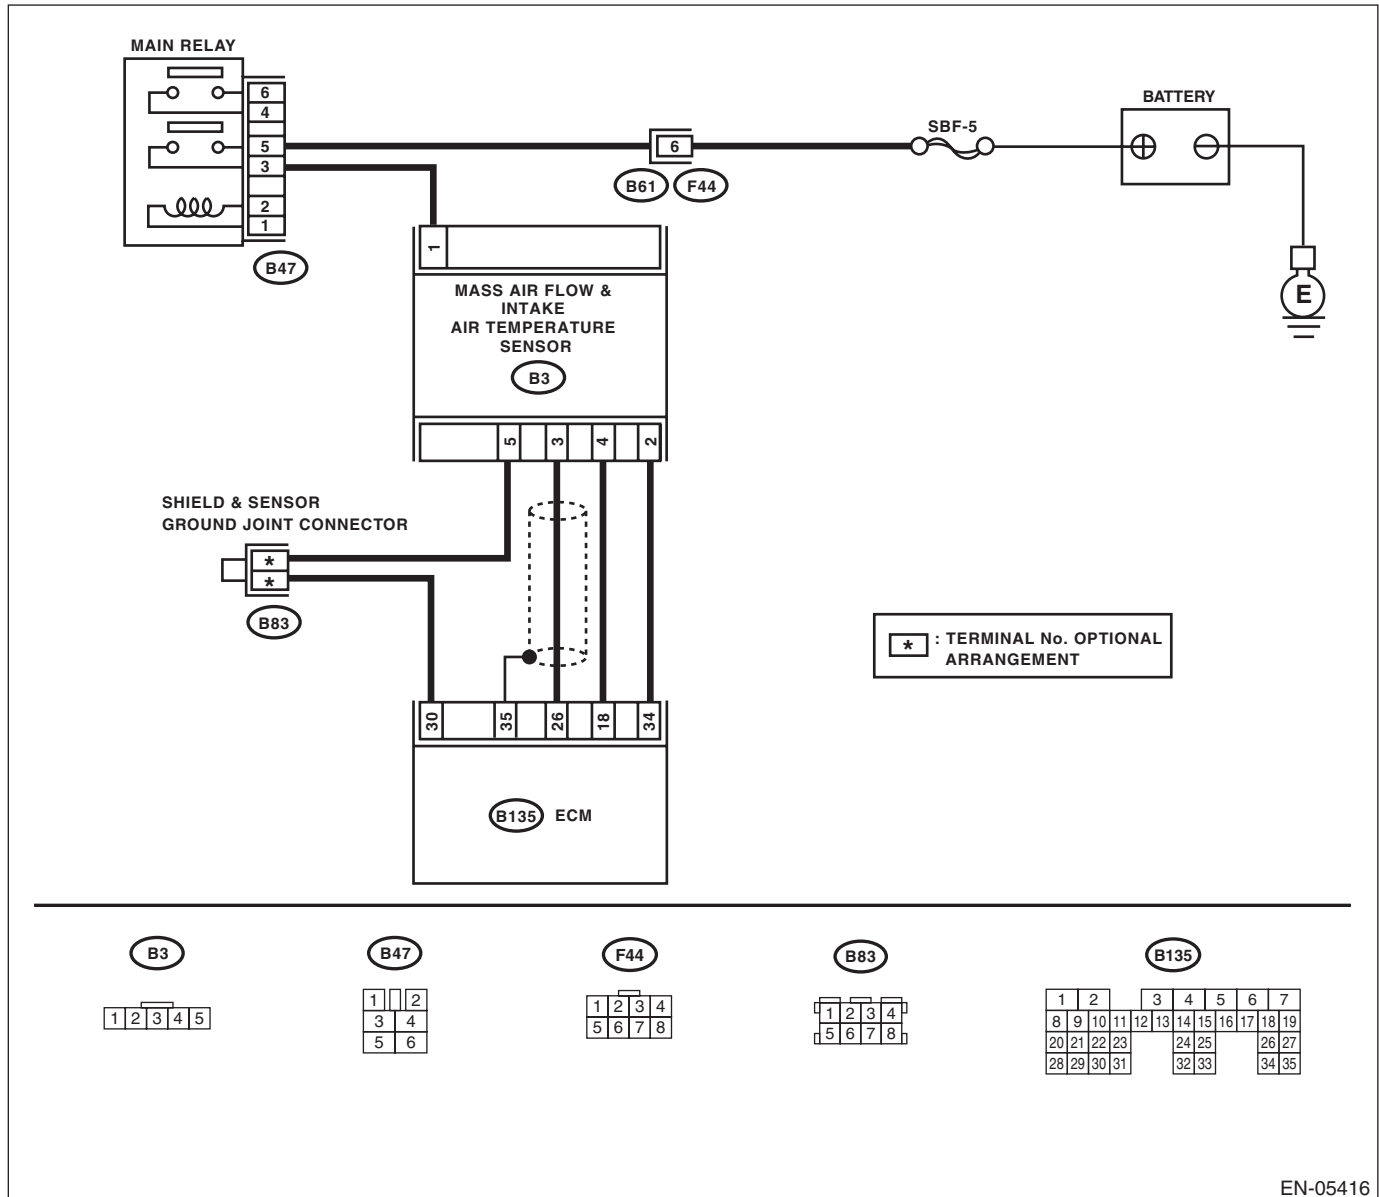 MAIN RELAY
6
4
5
3
2
1
B47
6
B61 F44
SBF-5
BATTERY
E
1
MASS AIR FLOW &
INTAKE
AIR TEMPERATURE
SENSOR
B3
5 3 4 2
SHIELD & SENSOR
GROUND JOINT CONNECTOR
*
*
B83
* : TERMINAL No. OPTIONAL
ARRANGEMENT
30 35 26 18 34
B135 ECM
B3
1 2 3 4 5
B47
1 2
3 4
5 6
F44
1 2 3 4
5 6 7 8
B83
1 2 3 4
5 6 7 8
B135
1 2 3 4 5 6 7
8 9 10 11 12 13 14 15 16 17 18 19
20 21 22 23 24 25 26 27
28 29 30 31 32 33 34 35
EN-05416